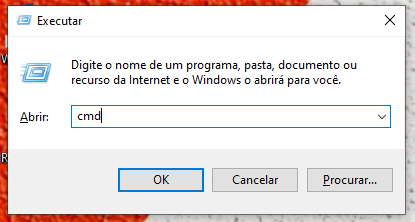 Executar
Digite o nome de um programa, pasta, documento ou
recurso da Internet e o Windows o abrirá para você.
Abrir:
cmd
OK
Cancelar
Procurar...